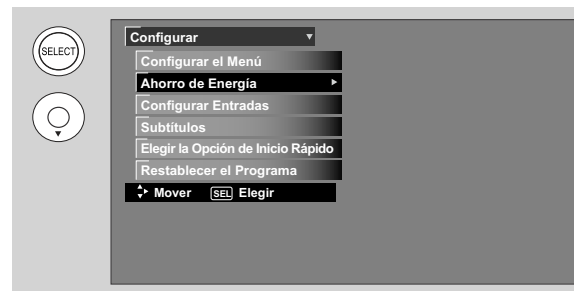 SELECT
Configurar
Configurar el Menú
Ahorro de Energía
Configurar Entradas
Subtítulos
Elegir la Opción de Inicio Rápido
Restablecer el Programa
Mover SEL Elegir